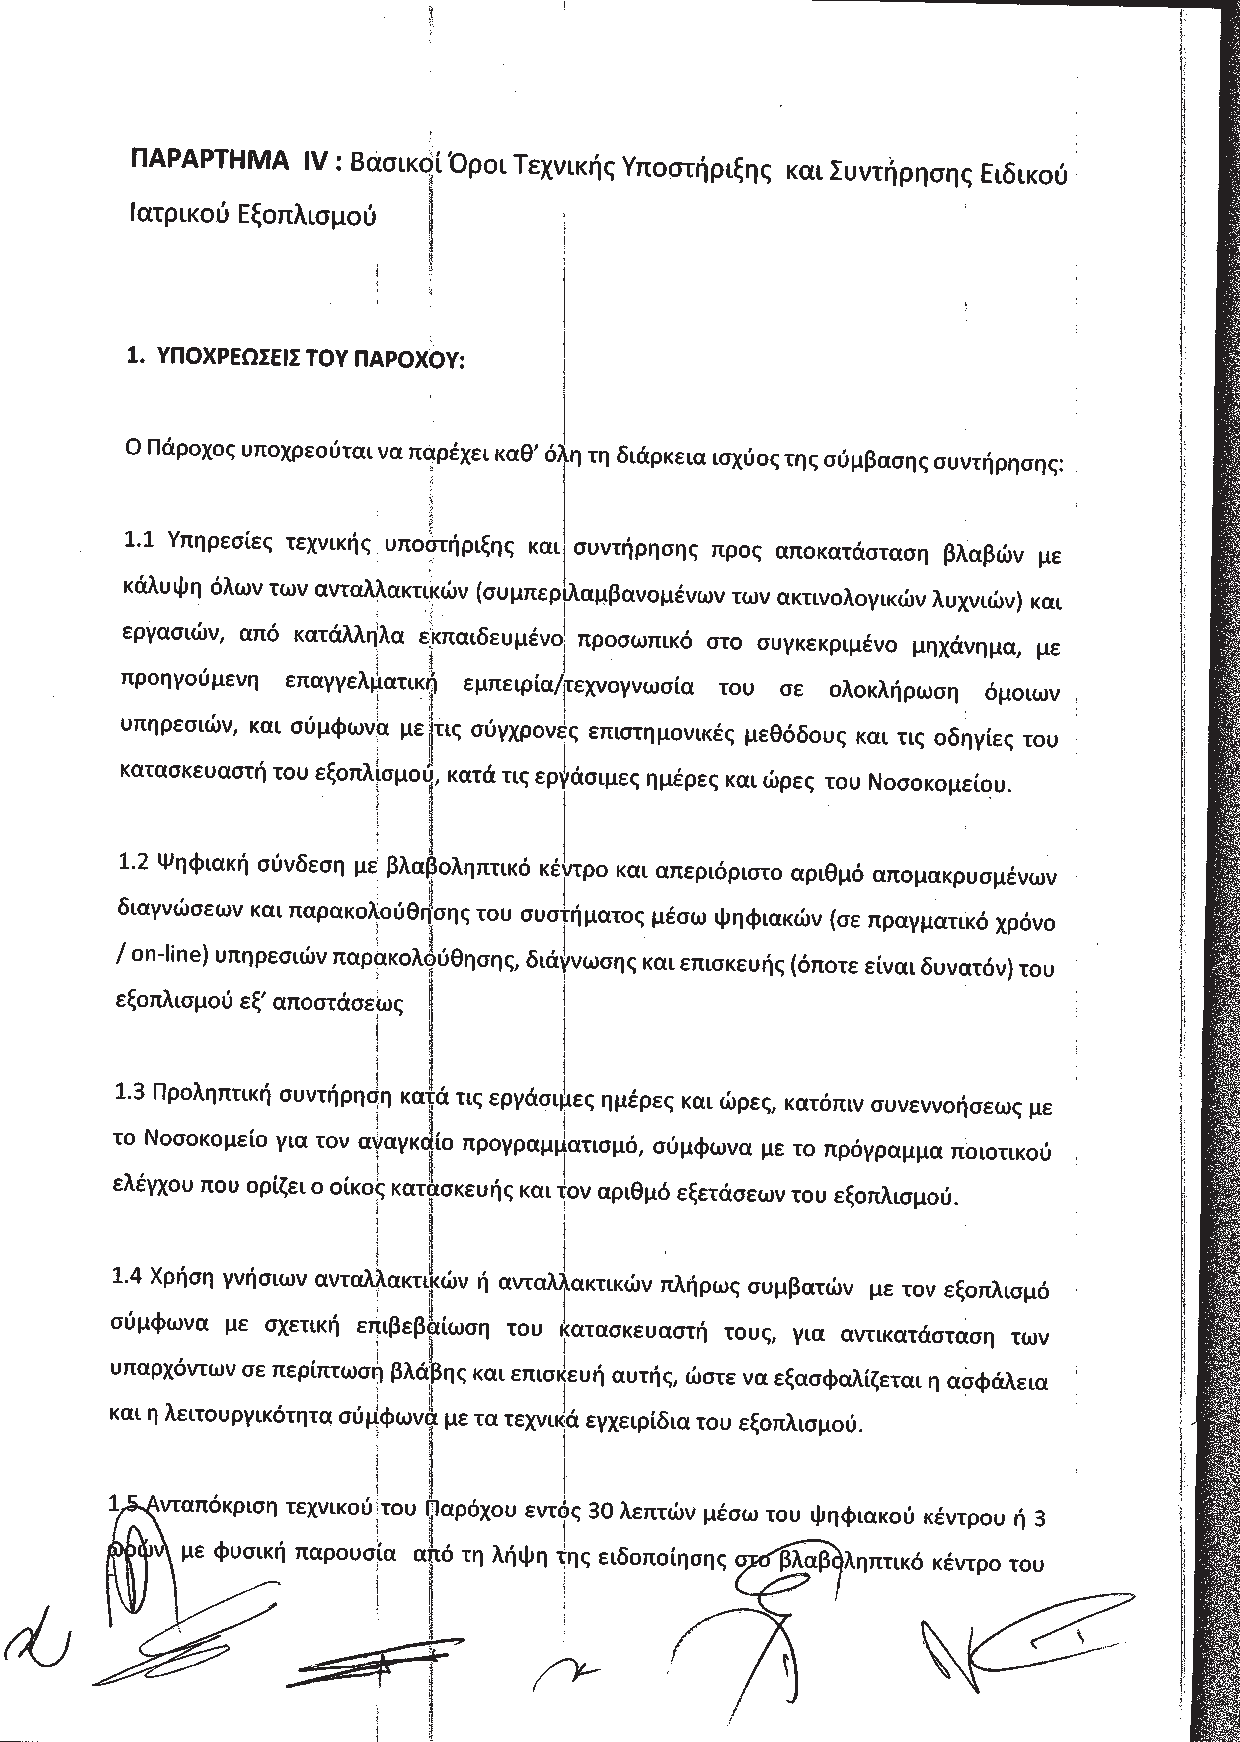 ΠΑΡΑΡΤΗΜΑ IV : Βασικοί Όροι Τεχνικής Υποστήριξης και Συντήρησης Ειδικού
Ιατρικού Εξοπλισμού
1. ΥΠΟΧΡΕΩΣΕΙΣ ΤΟΥ ΠΑΡΟΧΟΥ:
Ο Πάροχος υποχρεούται να παρέχει καθ’ όλη τη διάρκεια ισχύος της σύμβασης συντήρησης:
1.1 Υπηρεσίες τεχνικής υποστήριξης και συντήρησης προς αποκατάσταση βλαβών με
κάλυψη όλων των ανταλλακτικών (συμπεριλαμβανομένων των ακτινολογικών λυχνιών) και
εργασιών, από κατάλληλα εκπαιδευμένο προσωπικό στο συγκεκριμένο μηχάνημα, με
προηγούμενη επαγγελματική εμπειρία/τεχνογνωσία του σε ολοκλήρωση όμοιων
υπηρεσιών, και σύμφωνα με τις σύγχρονες επιστημονικές μεθόδους και τις οδηγίες του
κατασκευαστή του εξοπλισμού, κατά τις εργάσιμες ημέρες και ώρες του Νοσοκομείου.
1.2 Ψηφιακή σύνδεση με βλαβοληπτικό κέντρο και απεριόριστο αριθμό απομακρυσμένων
διαγνώσεων και παρακολούθησης του συστήματος μέσω ψηφιακών (σε πραγματικό χρόνο
/ on-line) υπηρεσιών παρακολούθησης, διάγνωσης και επισκευής (όποτε είναι δυνατόν) του
εξοπλισμού εξ’ αποστάσεως
1.3 Προληπτική συντήρηση κατά τις εργάσιμες ημέρες και ώρες, κατόπιν συνεννοήσεως με
το Νοσοκομείο για τον αναγκαίο προγραμματισμό, σύμφωνα με το πρόγραμμα ποιοτικού
ελέγχου που ορίζει ο οίκος κατασκευής και τον αριθμό εξετάσεων του εξοπλισμού.
1.4 Χρήση γνήσιων ανταλλακτικών ή ανταλλακτικών πλήρως συμβατών με τον εξοπλισμό
σύμφωνα με σχετική επιβεβαίωση του κατασκευαστή τους, για αντικατάσταση των
υπαρχόντων σε περίπτωση βλάβης και επισκευή αυτής, ώστε να εξασφαλίζεται η ασφάλεια
και η λειτουργικότητα σύμφωνα με τα τεχνικά εγχειρίδια του εξοπλισμού.
1.5 Ανταπόκριση τεχνικού του Παρόχου εντός 30 λεπτών μέσω του ψηφιακού κέντρου ή 3
ωρών με φυσική παρουσία από τη λήψη της ειδοποίησης στο βλαβοληπτικό κέντρο του